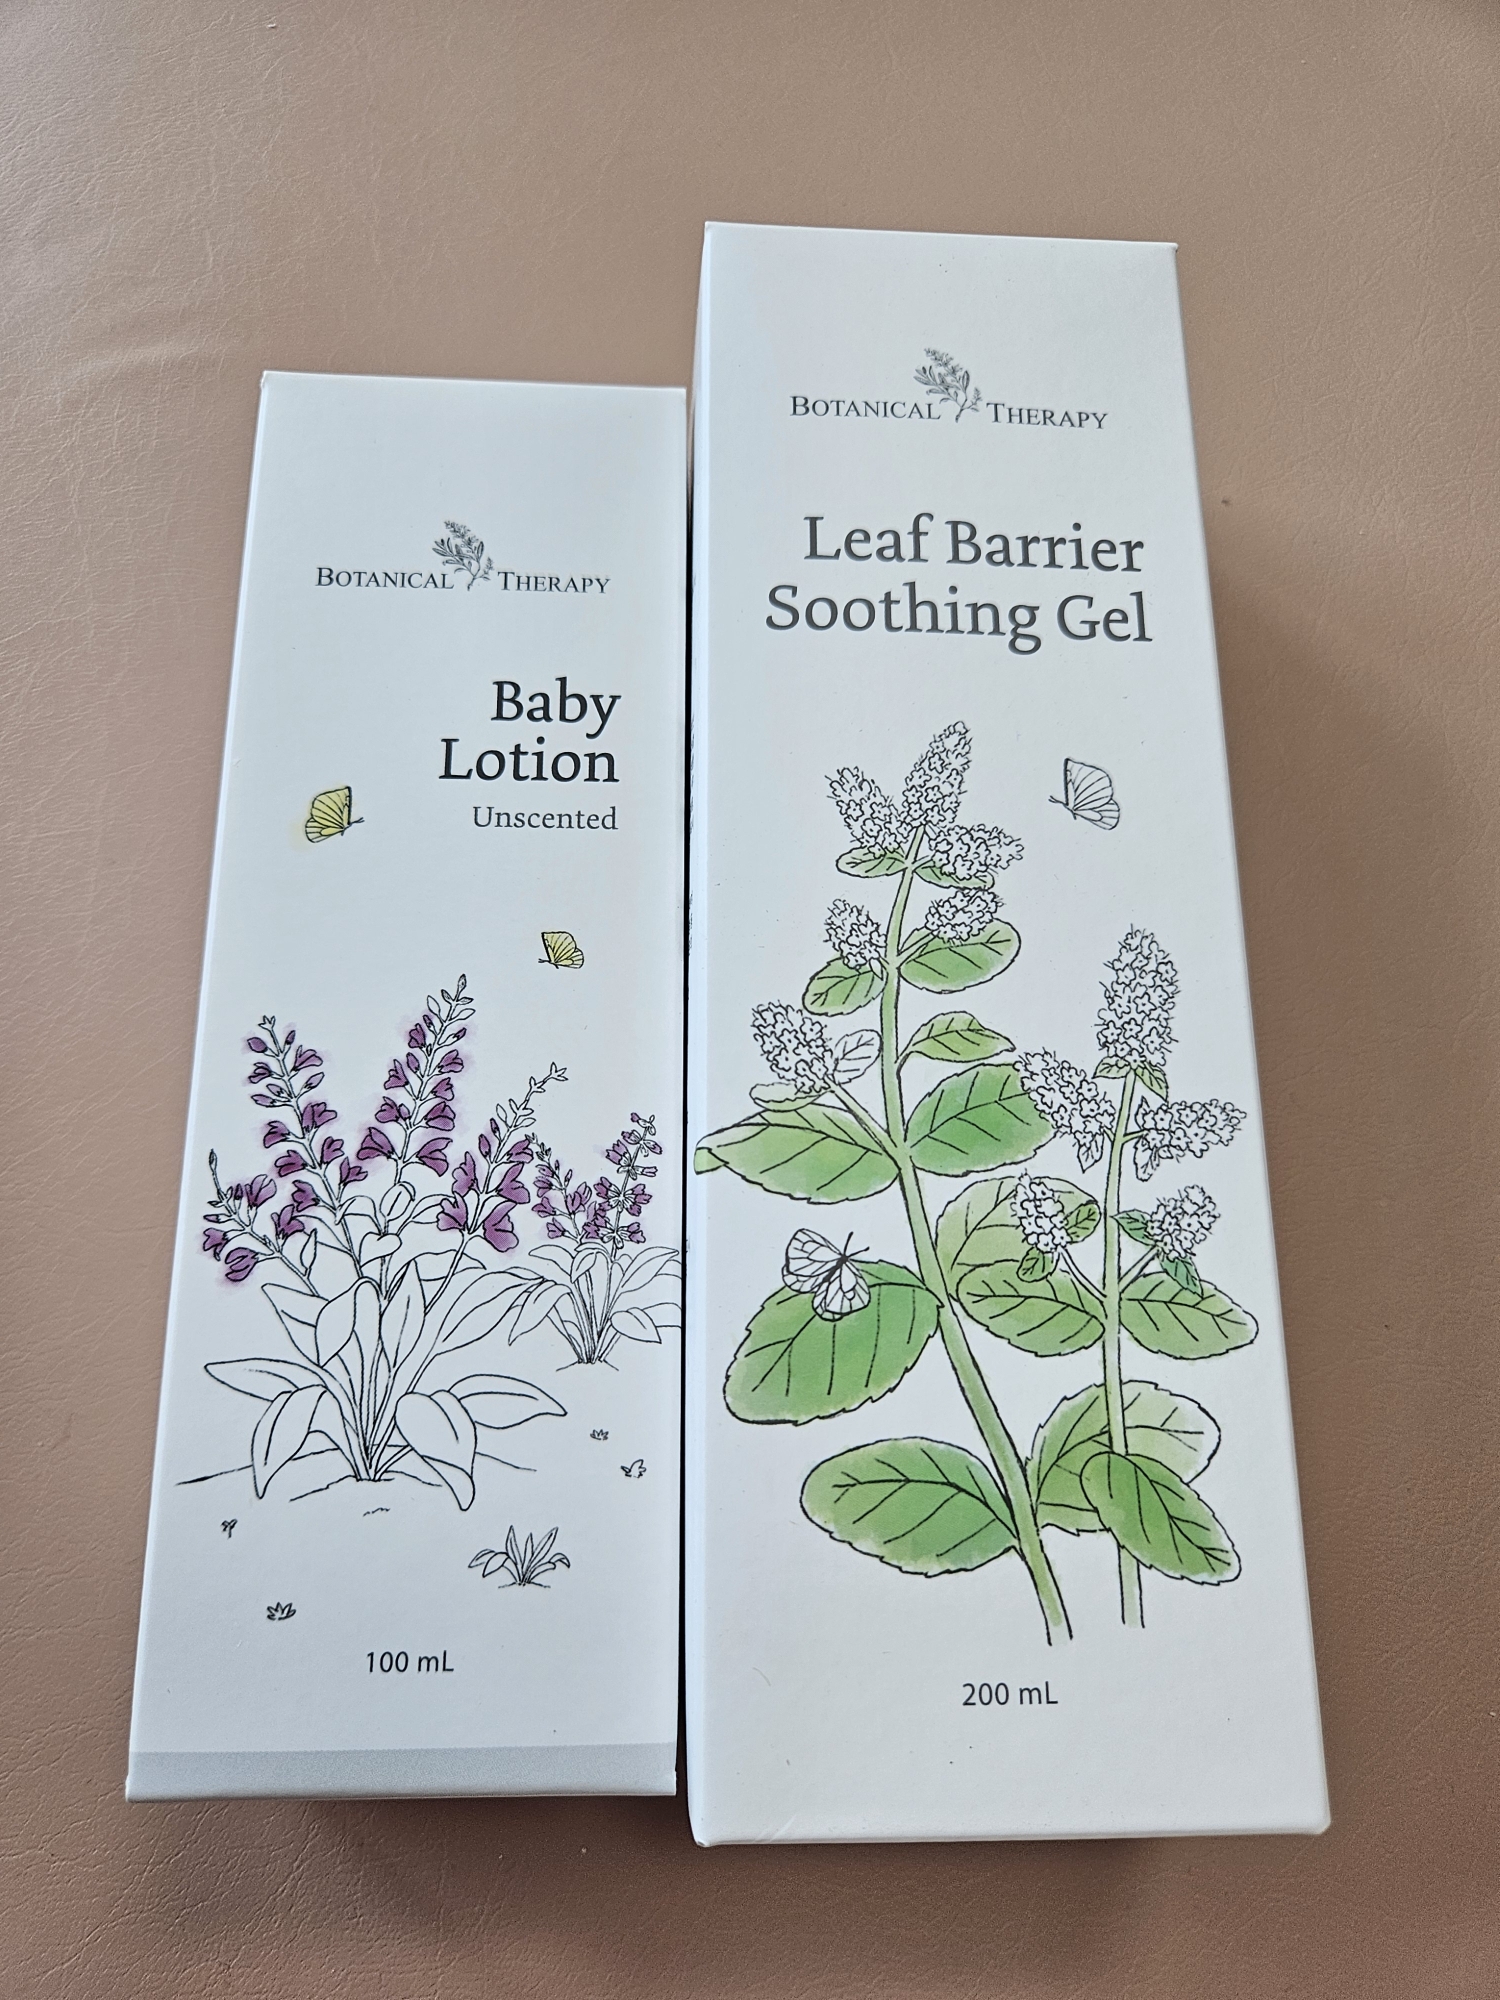 BOTANICAL THERAPY
Baby
Lotion
Unscented
100 mL
BOTANICAL THERAPY
Leaf Barrier
Soothing Gel
200 mL